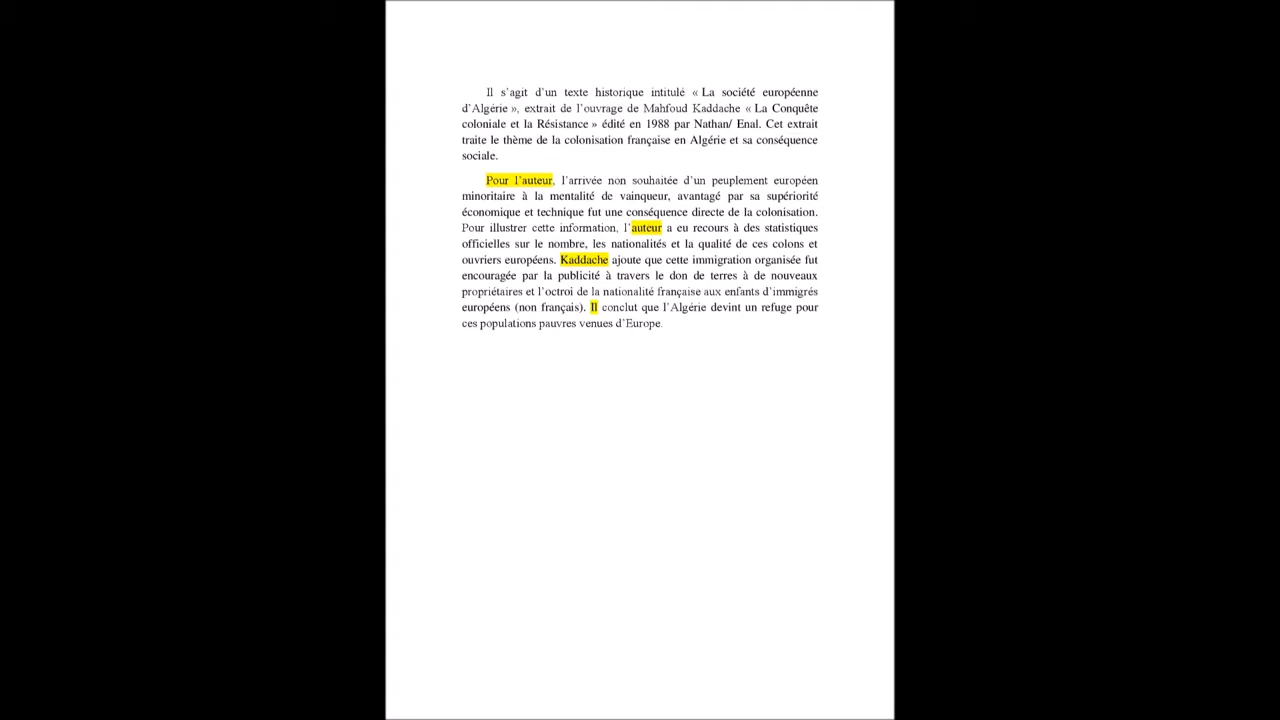 Il s'agit d'un texte historique intitulé « La société européenne
d'Algérie », extrait de l'ouvrage de Mahfoud Kaddache « La Conquête
coloniale et la Résistance » édité en 1988 par Nathan/ Enal. Cet extrait
traite le thème de la colonisation française en Algérie et sa conséquence
sociale.
Pour l'auteur, l'arrivée non souhaitée d'un peuplement européen
minoritaire à la mentalité de vainqueur, avantagé par sa supériorité
économique et technique fut une conséquence directe de la colonisation.
Pour illustrer cette information, l'auteur a eu recours à des statistiques
officielles sur le nombre, les nationalités et la qualité de ces colons et
ouvriers européens. Kaddache ajoute que cette immigration organisée fut
encouragée par la publicité à travers le don de terres à de nouveaux
propriétaires et l'octroi de la nationalité française aux enfants d'immigrés
européens (non français). Il conclut que l'Algérie devint un refuge pour
ces populations pauvres venues d'Europe.